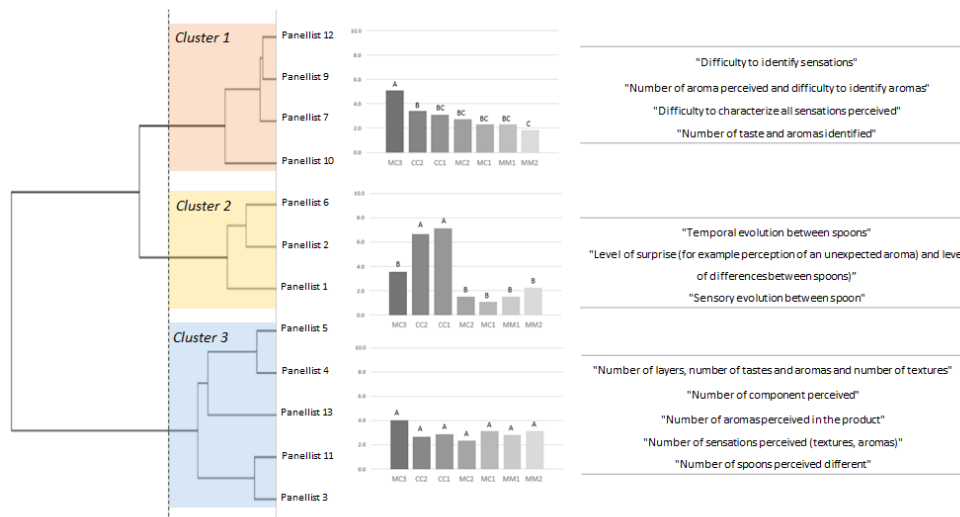 Cluster 1
Panellist 12
Panellist 9
Panellist 7
Panellist 10
10.0
8.0
6.0
4.0
2.0
0.0
A
B
BC
BC
BC
BC
C
MC3 CC2 CC1 MC2 MC1 MM1 MM2
"Difficulty to identify sensations"
"Number of aroma perceived and difficulty to identify aromas"
"Difficulty to characterize all sensations perceived"
"Number of taste and aromas identified"
Cluster 2
Panellist 6
Panellist 2
Panellist 1
10.0
8.0
6.0
4.0
2.0
0.0
B
A
A
B
B
B
B
MC3 CC2 CC1 MC2 MC1 MM1 MM2
"Temporal evolution between spoons"
"Level of surprise (for example perception of an unexpected aroma) and leve
of differencesbetween spoons)"
"Sensory evolution between spoon"
Cluster 3
Panellist 5
Panellist 4
Panellist 13
Panellist 11
Panellist 3
10.0
8.0
6.0
4.0
2.0
0.0
A
A
A
A
A
A
A
MC3 CC2 CC1 MC2 MC1 MM1 MM2
"Number of layers, number of tastes and aromas and number of textures"
"Number of component perceived"
"Number of aromas perceived in the product"
"Number of sensations perceived (textures, aromas)"
"Number of spoons perceived different"